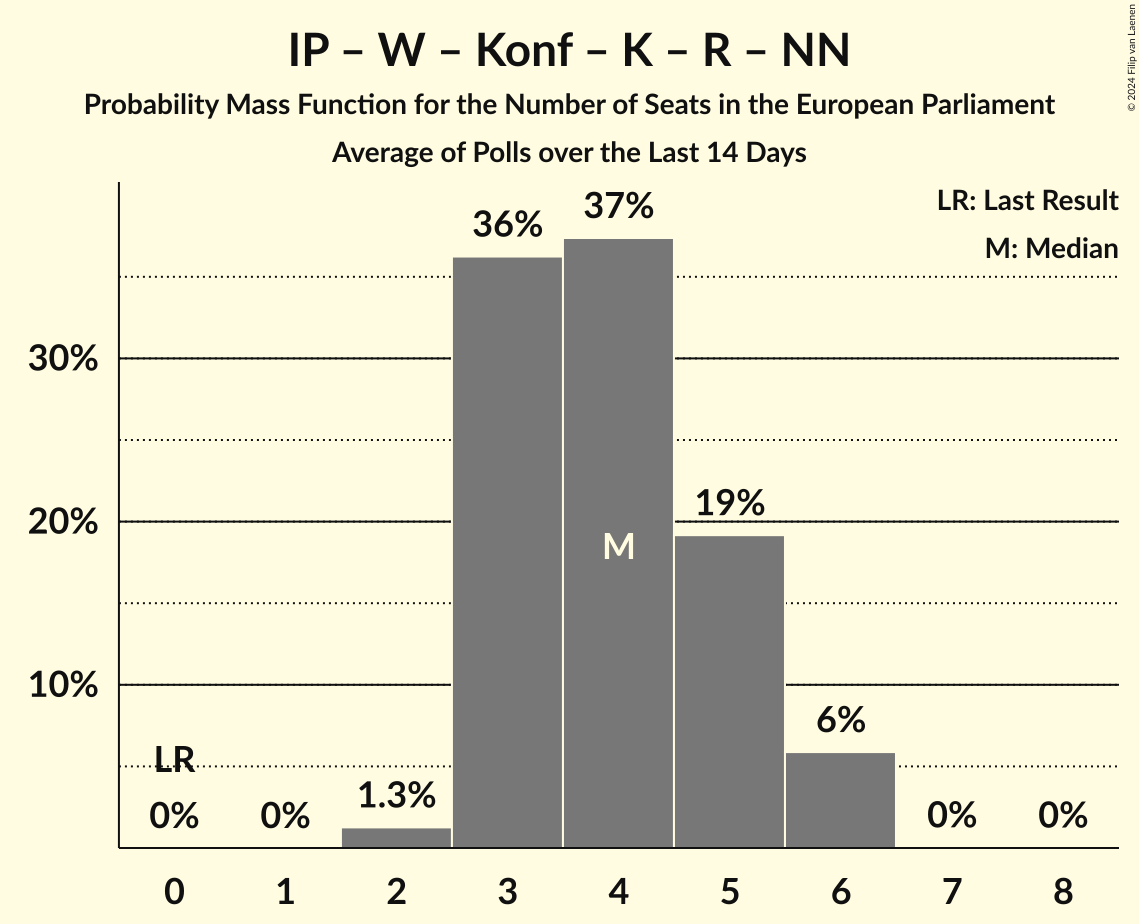 IP – W – Konf – K – R – NN
Probability Mass Function for the Number of Seats in the European Parliament
Average of Polls over the Last 14 Days
© 2024 Filip van Laenen
LR: Last Result
M: Median
37%
36%
30%
M
19%
20%
10%
6%
LR
1.3%
0%
0%
0%
0%
0
1
2
3
4
5
6
7
8